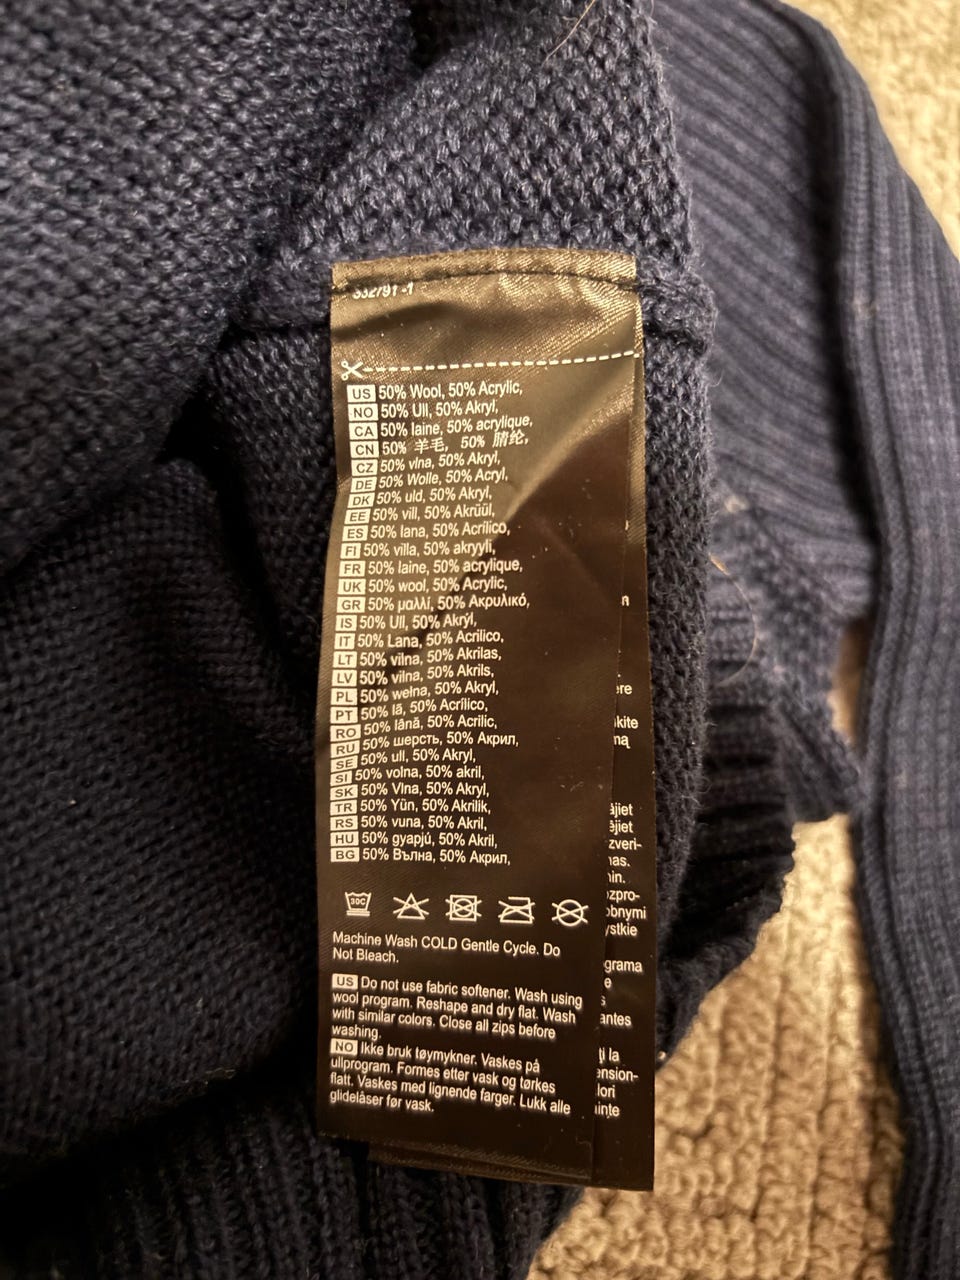 332791-1
US 50% Wool, 50% Acrylic,
NO 50% Ull, 50% Akryl,
CA 50% laine, 50% acrylique,
CN 50% 羊毛, 50% 腈纶,
CZ 50% vlna, 50% Akryl,
DE 50% Wolle, 50% Acryl,
DK 50% uld, 50% Akryl,
EE 50% vill, 50% Akrüül,
ES 50% lana, 50% Acrílico,
FI 50% villa, 50% akryyli,
FR 50% laine, 50% acrylique,
UK 50% wool, 50% Acrylic,
GR 50% μαλλί, 50% Ακρυλικό,
IS 50% Ull, 50% Akrýl,
IT 50% Lana, 50% Acrilico,
LT 50% vilna, 50% Akrilas,
LV 50% vilna, 50% Akrils,
PL 50% wełna, 50% Akryl,
PT 50% lã, 50% Acrílico,
RO 50% lână, 50% Acrilic,
RU 50% шерсть, 50% Акрил,
SE 50% ull, 50% Akryl,
SI 50% volna, 50% akril,
SK 50% Vlna, 50% Akryl,
TR 50% Yün, 50% Akrilik,
RS 50% vuna, 50% Akril,
HU 50% gyapjú, 50% Akril,
BG 50% Вълна, 50% Акрил,
30C
Machine Wash COLD Gentle Cycle. Do
Not Bleach.
US Do not use fabric softener. Wash using
wool program. Reshape and dry flat. Wash
with similar colors. Close all zips before
washing.
NO Ikke bruk tøymykner. Vaskes på
ullprogram. Formes etter vask og tørkes
flatt. Vaskes med lignende farger. Lukk alle
glidelåser før vask.